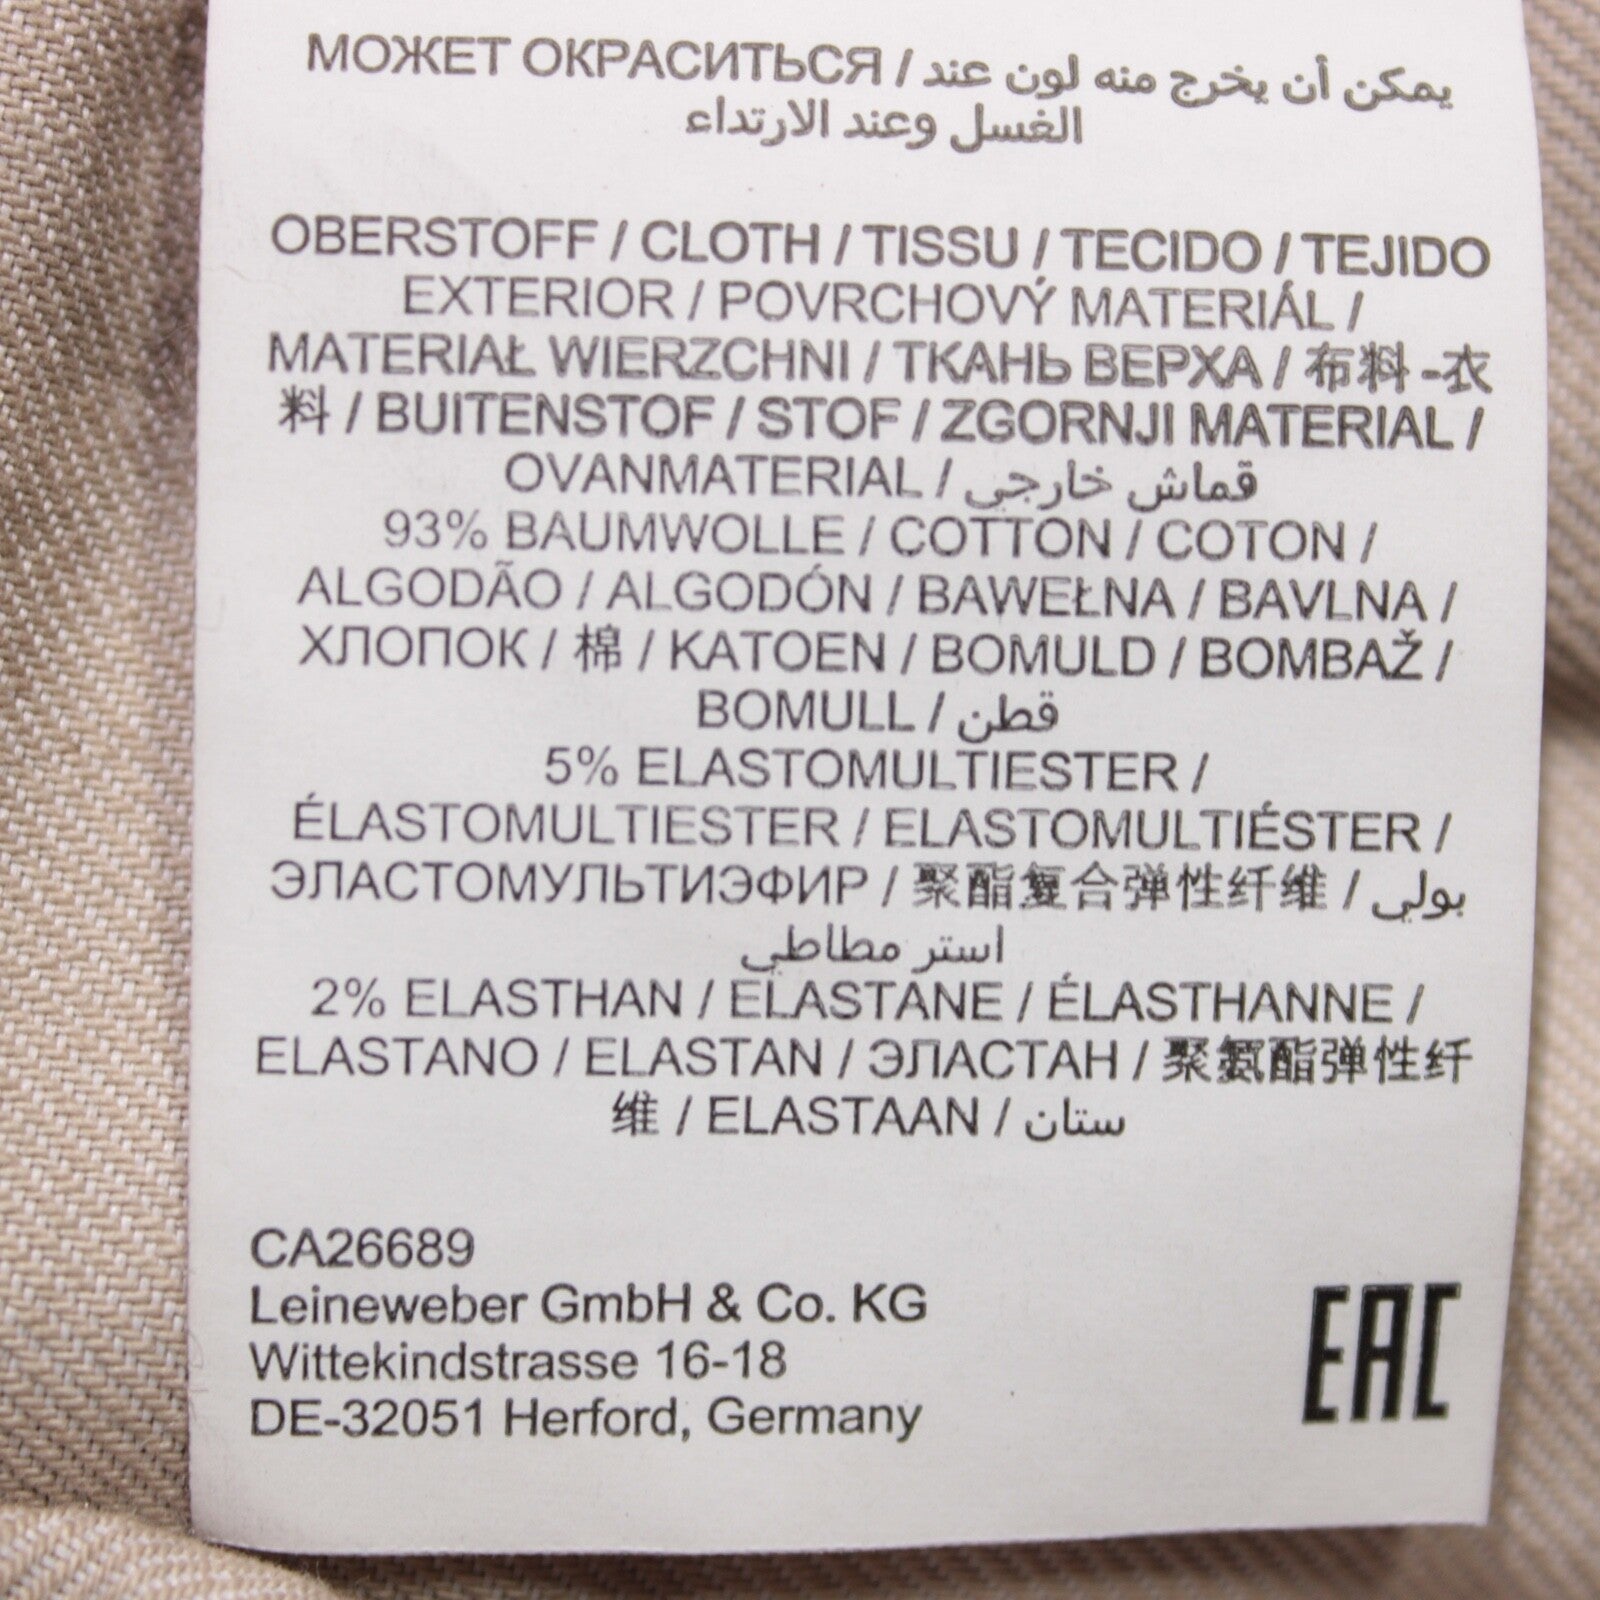 МОЖЕТ ОКРАСИТЬСЯ / يمكن أن يخرج منه لون عند
الغسل وعند الارتداء
OBERSTOFF / CLOTH / TISSU / TECIDO / TEJIDO
EXTERIOR / POVRCHOVÝ MATERIÁL /
MATERIAŁ WIERZCHNI / ТКАНЬ ВЕРХА / 布料 -衣
料 / BUITENSTOF / STOF / ZGORNJI MATERIAL /
OVANMATERIAL / قماش خارجي
93% BAUMWOLLE / COTTON / COTON /
ALGODÃO / ALGODÓN / BAWEŁNA / BAVLNA /
ХЛОПОК / 棉 / KATOEN / BOMULD / BOMBAŽ /
BOMULL / قطن
5% ELASTOMULTIESTER /
ÉLASTOMULTIESTER / ELASTOMULTIÉSTER /
ЭЛАСТОМУЛЬТИЭФИР / 聚酯复合弹性纤维 / بولي
استر مطاطي
2% ELASTHAN / ELASTANE / ÉLASTHANNE /
ELASTANO / ELASTAN / ЭЛАСТАН / 聚氨酯弹性纤
维 / ELASTAAN / ستان
CA26689
Leineweber GmbH & Co. KG
Wittekindstrasse 16-18
DE-32051 Herford, Germany
EAC